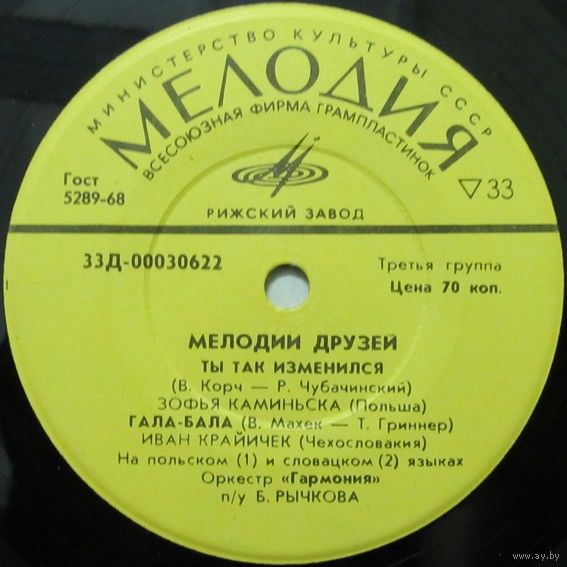 МИНИСТЕРСТВО КУЛЬТУРЫ СССР
МЕЛОДИЯ
ВСЕСОЮЗНАЯ ФИРМА ГРАМПЛАСТИНОК
Гост
5289-68
▽33
РИЖСКИЙ ЗАВОД
33Д-00030622
Третья группа
Цена 70 коп.
МЕЛОДИИ ДРУЗЕЙ
ТЫ ТАК ИЗМЕНИЛСЯ
(В. Корч — Р. Чубачинский)
ЗОФЬЯ КАМИНЬСКА (Польша)
ГАЛА-БАЛА (В. Махек — Т. Гриннер)
ИВАН КРАЙИЧЕК (Чехословакия)
На польском (1) и словацком (2) языках
Оркестр «Гармония»
п/у Б. РЫЧКОВА
www.ay.by